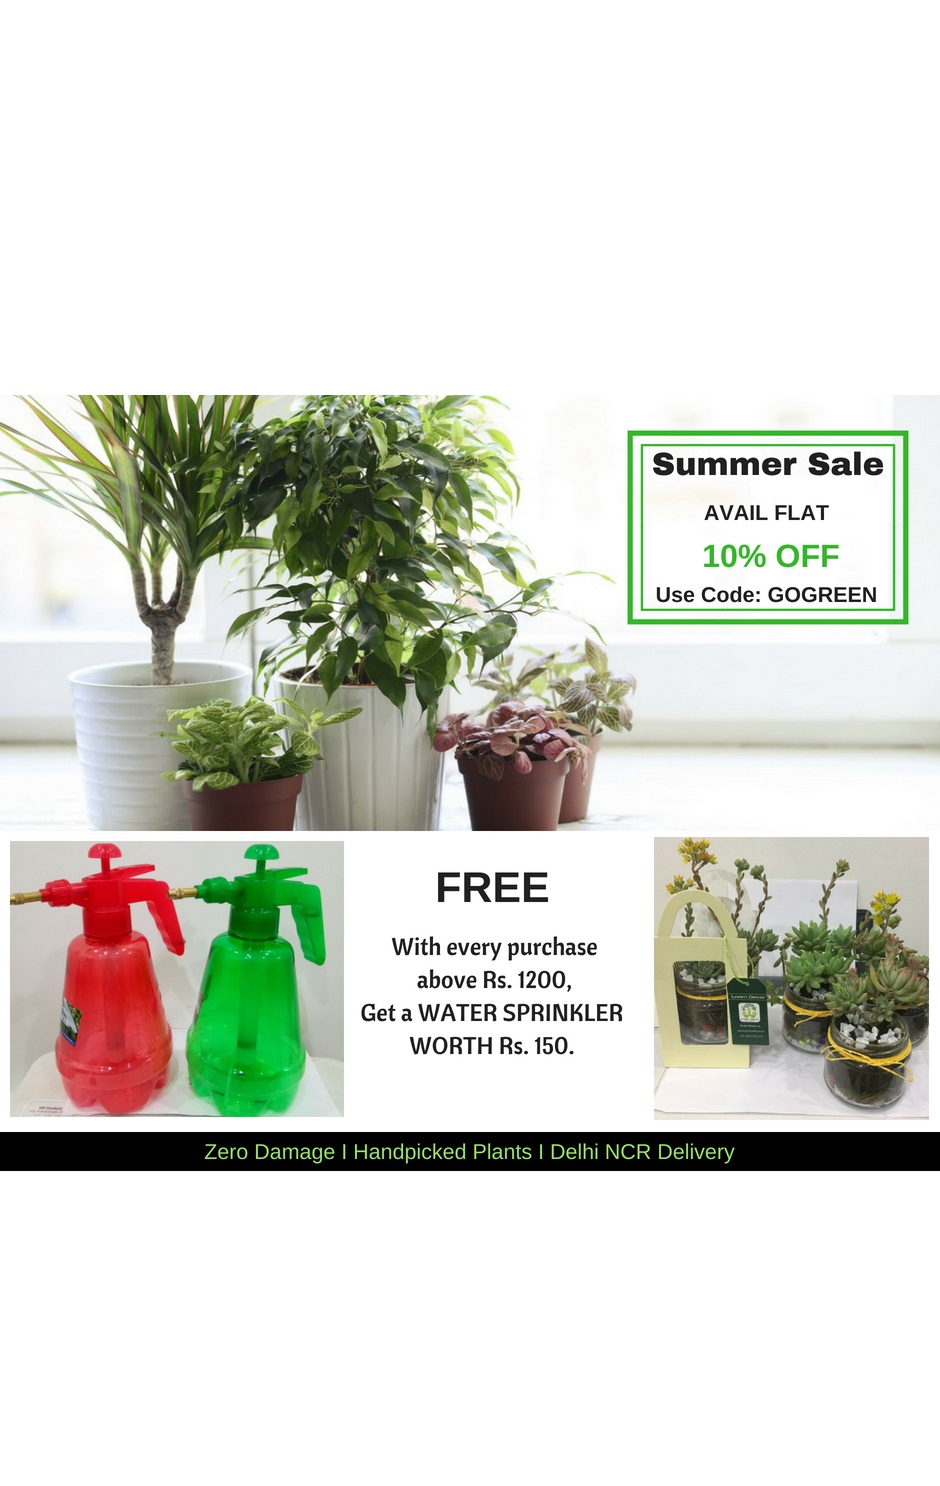 Summer Sale
AVAIL FLAT
10% OFF
Use Code: GOGREEN
FREE
With every purchase
above Rs. 1200,
Get a WATER SPRINKLER
WORTH Rs. 150.
Zero Damage I Handpicked Plants I Delhi NCR Delivery